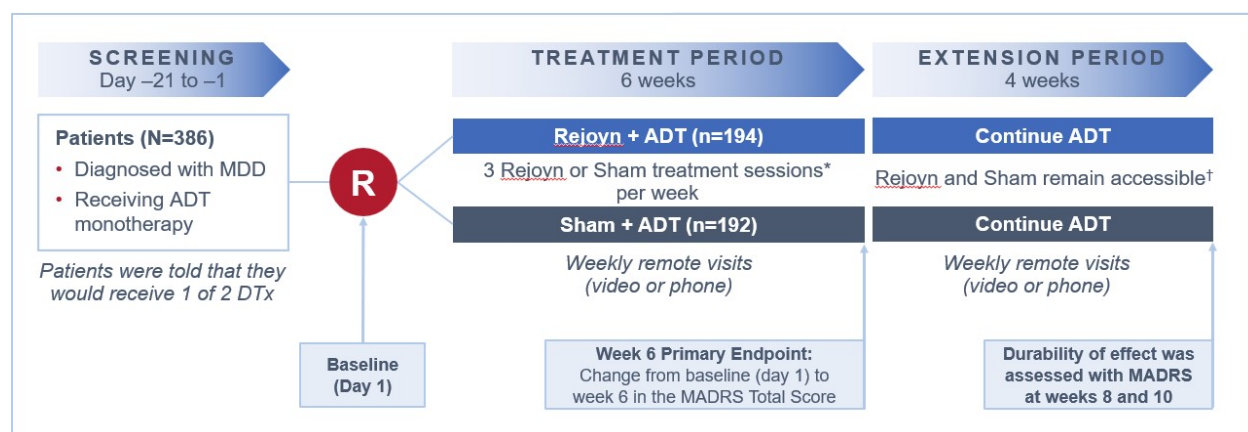 SCREENING
Day –21 to –1
TREATMENT PERIOD
6 weeks
EXTENSION PERIOD
4 weeks
Patients (N=386)
• Diagnosed with MDD
• Receiving ADT
monotherapy
Patients were told that they
would receive 1 of 2 DTx
R
Baseline
(Day 1)
Rejoyn + ADT (n=194)
3 Rejoyn or Sham treatment sessions*
per week
Sham + ADT (n=192)
Weekly remote visits
(video or phone)
Week 6 Primary Endpoint:
Change from baseline (day 1) to
week 6 in the MADRS Total Score
Continue ADT
Rejoyn and Sham remain accessible†
Continue ADT
Weekly remote visits
(video or phone)
Durability of effect was
assessed with MADRS
at weeks 8 and 10